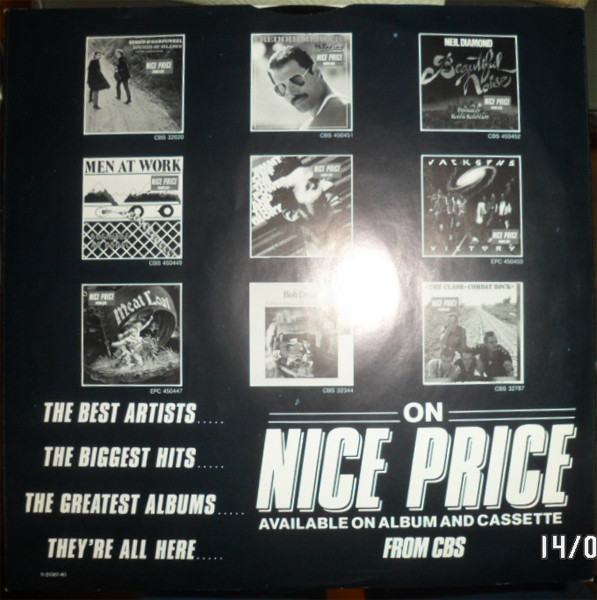 SIMON & GARFUNKEL
SOUNDS OF SILENCE
NICE PRICE
CBS 32020
NICE PRICE
CBS 450451
NEIL DIAMOND
Beautiful
Noise
NICE PRICE
CBS 450452
MEN AT WORK
NICE PRICE
CBS 450449
JACKSONS
NICE PRICE
VICTORY
EPC 450450
NICE PRICE
Meat Loaf
EPC 450447
Bob
CBS 32344
THE CLASH · COMBAT ROCK
NICE PRICE
CBS 32787
THE BEST ARTISTS.....
THE BIGGEST HITS.....
THE GREATEST ALBUMS.....
THEY'RE ALL HERE.....
ON
NICE PRICE
AVAILABLE ON ALBUM AND CASSETTE
FROM CBS
14/0